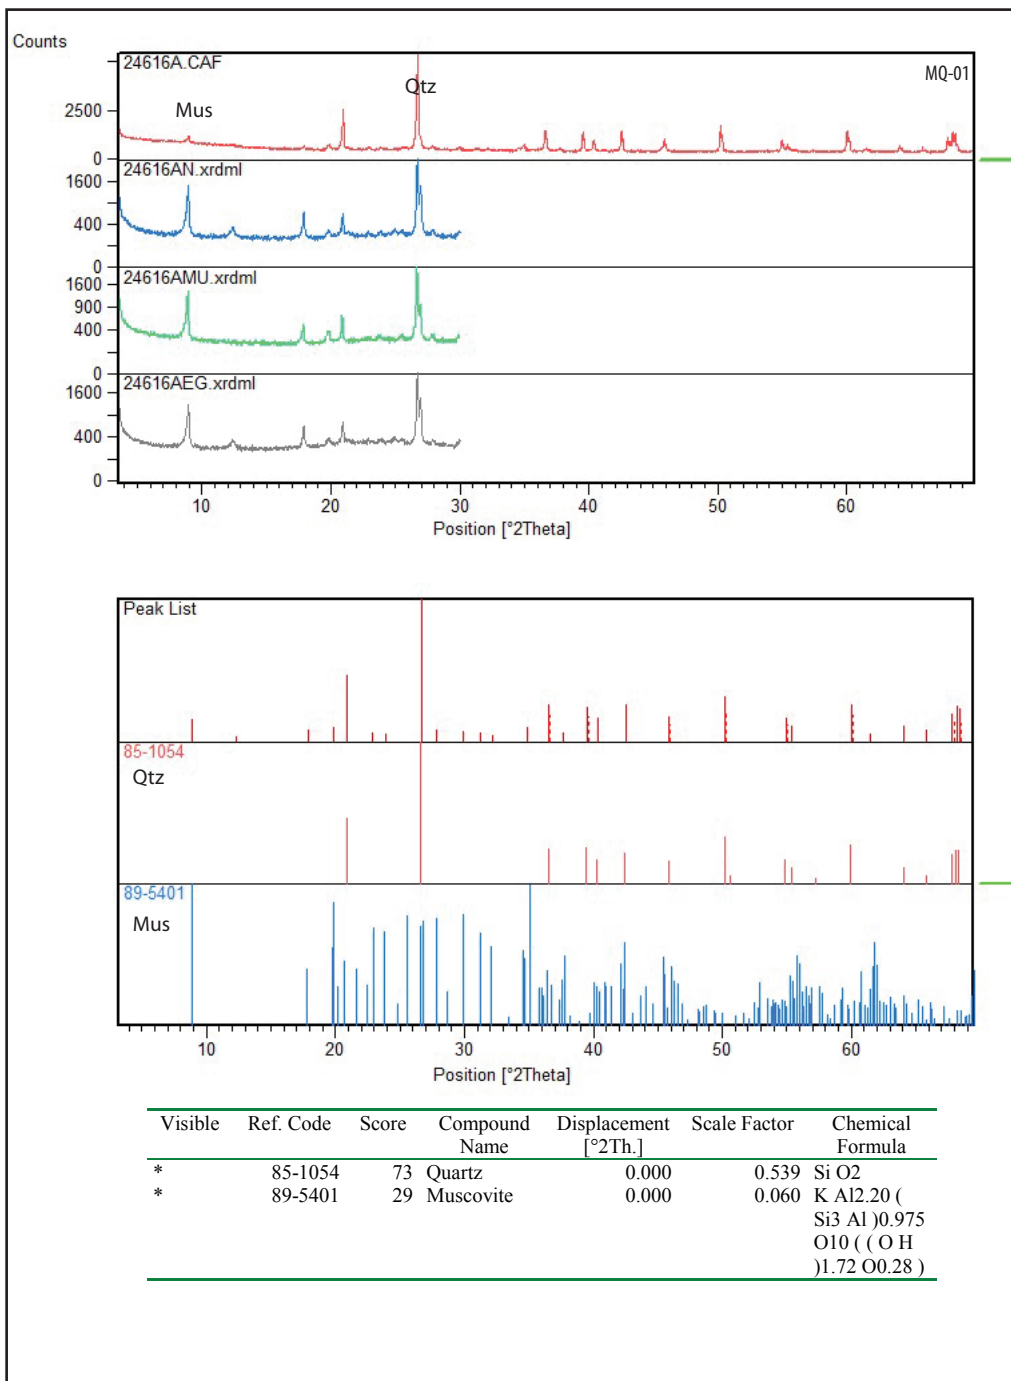 Counts
24616A.CAF
MQ-01
Qtz
Mus
2500
0
24616AN.xrdml
1600
400
0
24616AMU.xrdml
1600
900
400
0
24616AEG.xrdml
1600
400
0
10 20 30 40 50 60
Position [°2Theta]
Peak List
85-1054
Qtz
89-5401
Mus
10 20 30 40 50 60
Position [°2Theta]
Visible Ref. Code Score Compound Displacement Scale Factor Chemical
Name [°2Th.] Formula
* 85-1054 73 Quartz 0.000 0.539 Si O2
* 89-5401 29 Muscovite 0.000 0.060 K Al2.20 (
Si3 Al )0.975
O10 ( ( O H
)1.72 O0.28 )